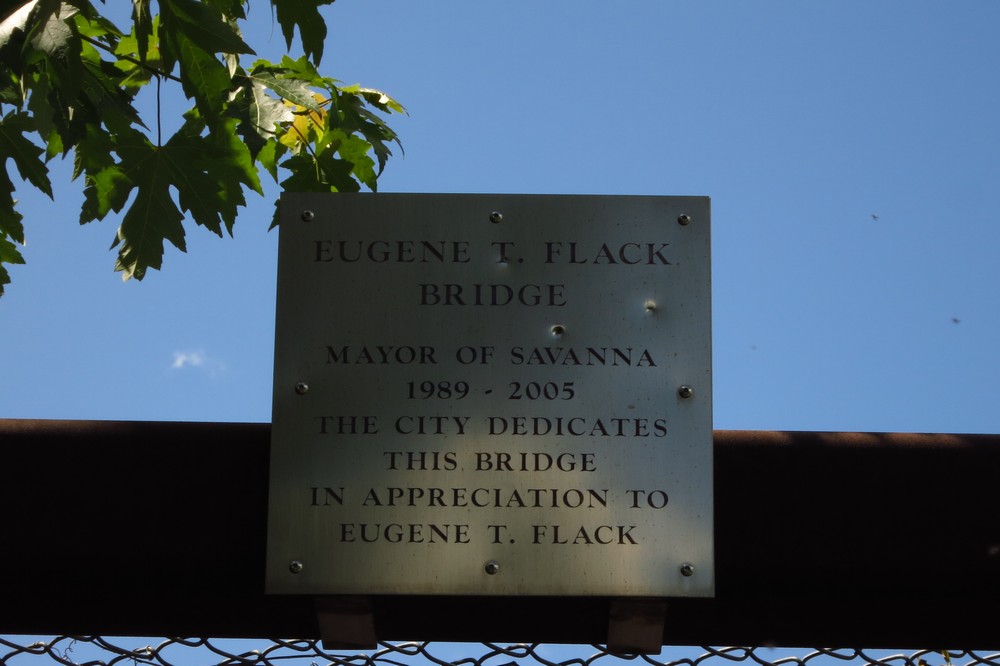 EUGENE T. FLACK
BRIDGE
MAYOR OF SAVANNA
1989 - 2005
THE CITY DEDICATES
THIS BRIDGE
IN APPRECIATION TO
EUGENE T. FLACK